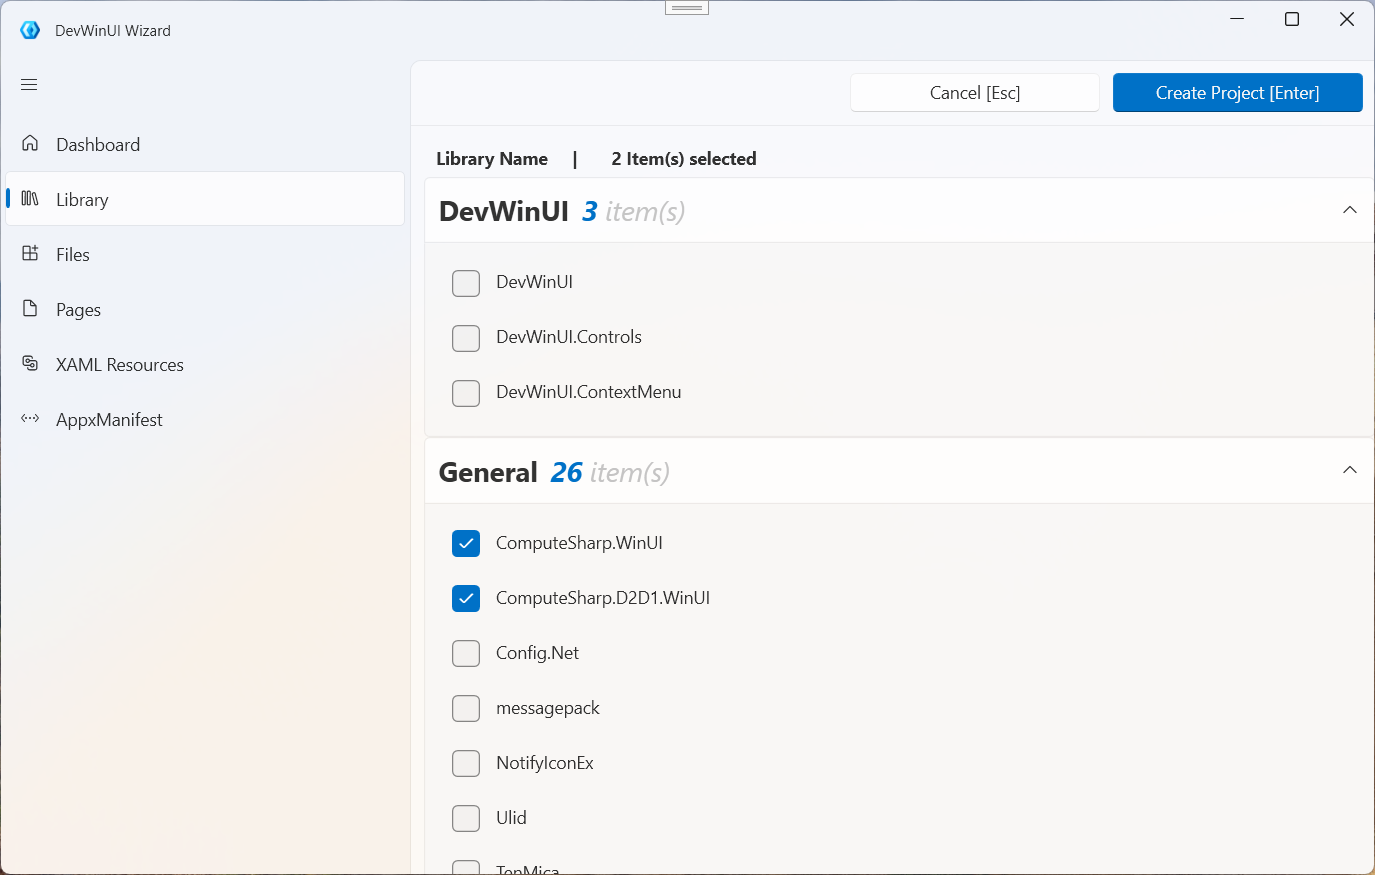 DevWinUI Wizard
Cancel [Esc]
Create Project [Enter]
Dashboard
Library
Files
Pages
XAML Resources
AppxManifest
Library Name | 2 Item(s) selected
DevWinUI 3 item(s)
DevWinUI
DevWinUI.Controls
DevWinUI.ContextMenu
General 26 item(s)
ComputeSharp.WinUI
ComputeSharp.D2D1.WinUI
Config.Net
messagepack
NotifyIconEx
Ulid
TenMica